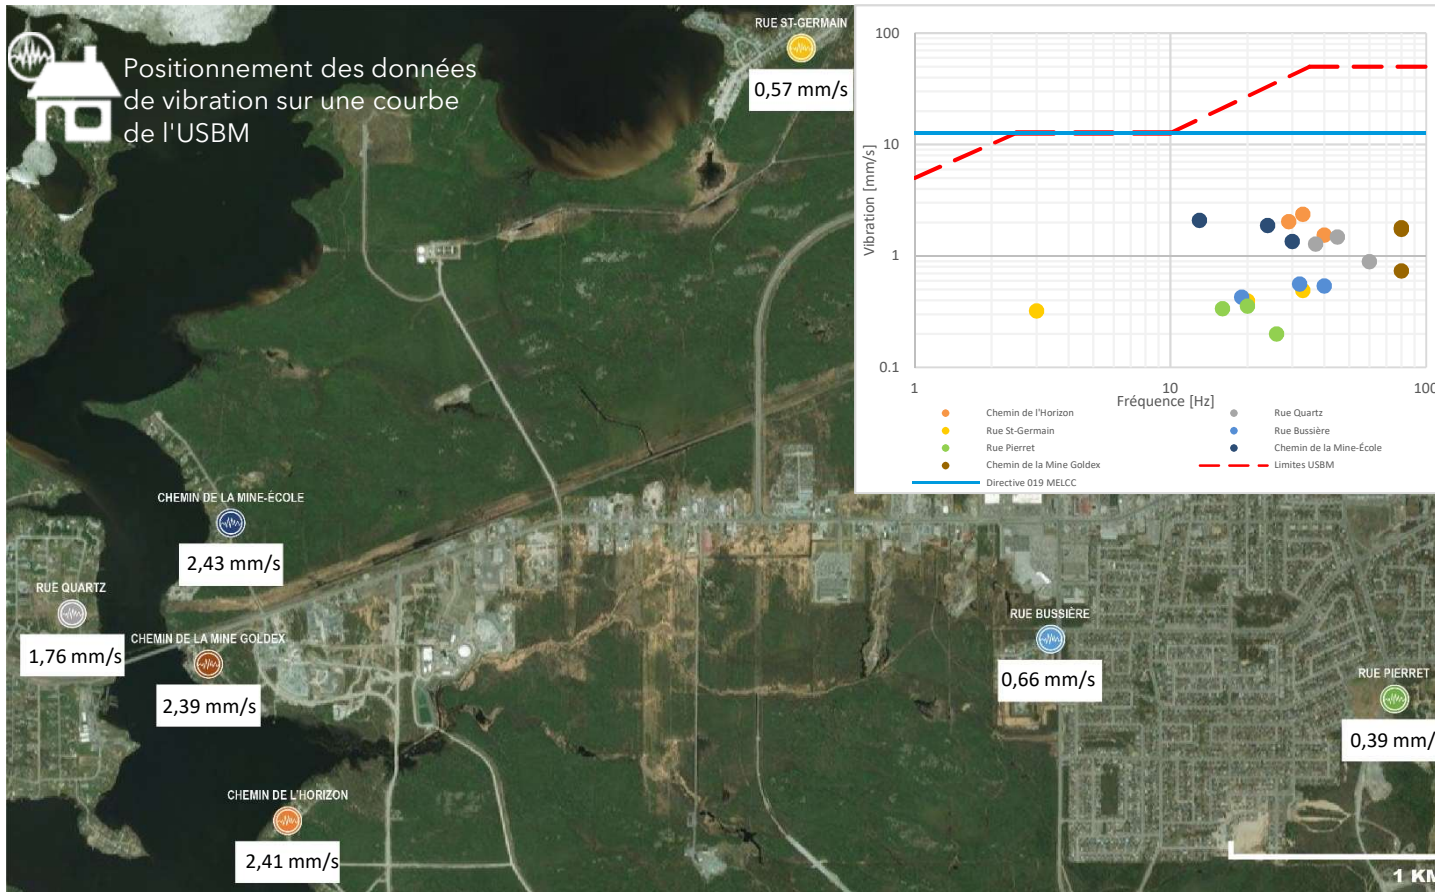 Positionnement des données
de vibration sur une courbe
de l'USBM
RUE ST-GERMAIN
0,57 mm/s
100
10
1
0.1
Vibration [mm/s]
1
10
100
Fréquence [Hz]
Chemin de l'Horizon
Rue Quartz
Rue St-Germain
Rue Bussière
Rue Pierret
Chemin de la Mine-École
Chemin de la Mine Goldex
Limites USBM
Directive 019 MELCC
CHEMIN DE LA MINE-ÉCOLE
2,43 mm/s
RUE QUARTZ
1,76 mm/s
CHEMIN DE LA MINE GOLDEX
2,39 mm/s
RUE BUSSIÈRE
0,66 mm/s
RUE PIERRET
0,39 mm/
CHEMIN DE L'HORIZON
2,41 mm/s
1 KM